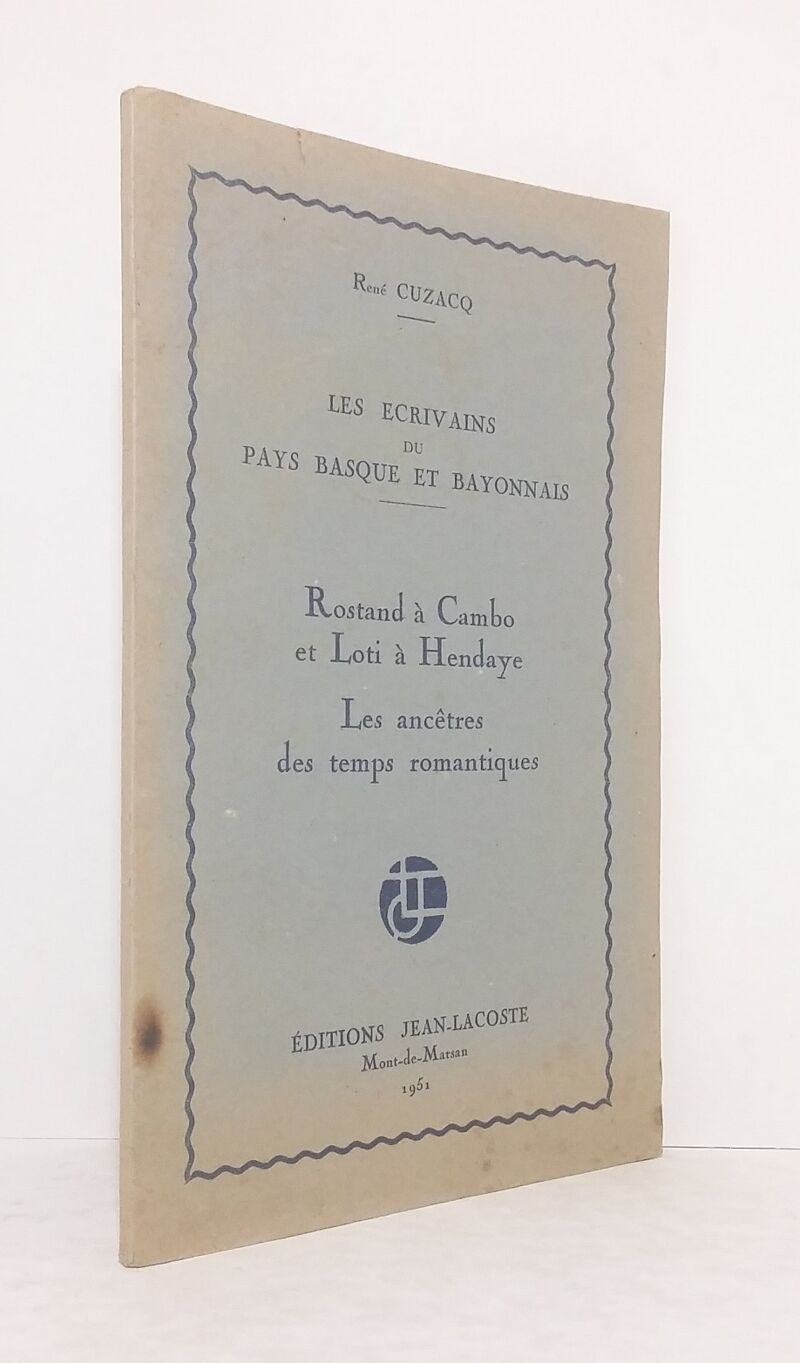 René CUZACQ
LES ECRIVAINS
DU
PAYS BASQUE ET BAYONNAIS
Rostand à Cambo
et Loti à Hendaye
Les ancêtres
des temps romantiques
ÉDITIONS JEAN-LACOSTE
Mont-de-Marsan
1951